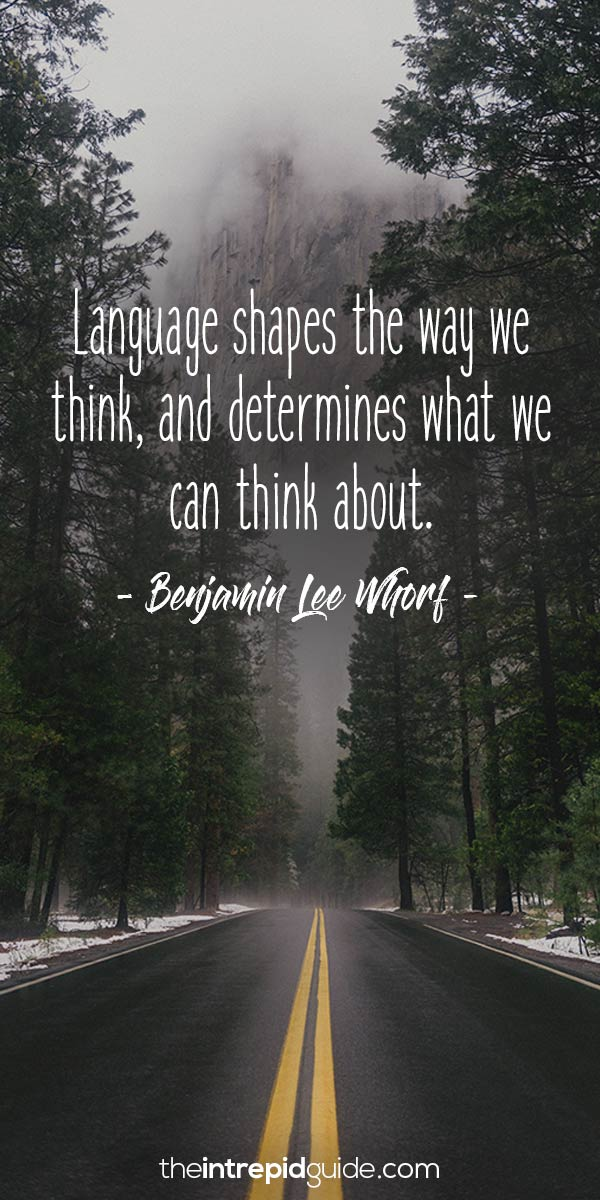 Language shapes the way we
think, and determines what we
can think about.
- Benjamin Lee Whorf -
theintrepidguide.com